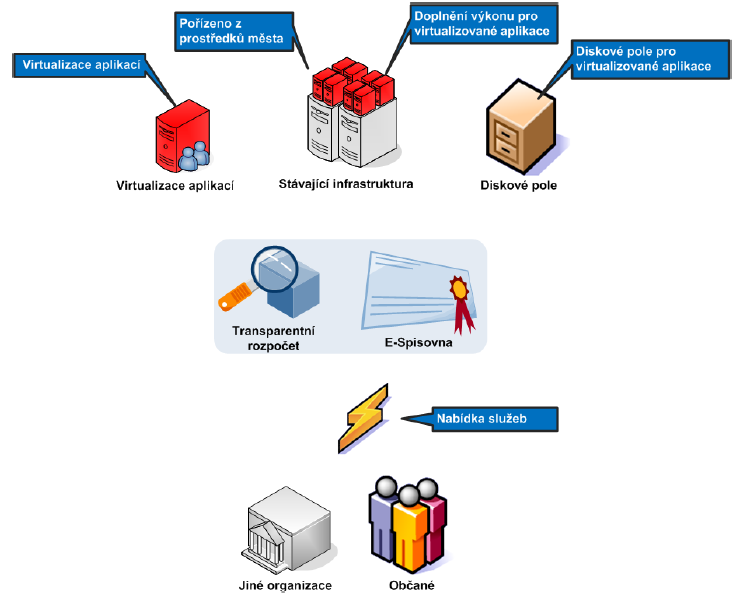 Pořízeno z
prostředků města
Doplnění výkonu pro
virtualizované aplikace
Virtualizace aplikací
Diskové pole pro
virtualizované aplikace
Virtualizace aplikací
Stávající infrastruktura
Diskové pole
Transparentní
rozpočet
E-Spisovna
Nabídka služeb
Jiné organizace
Občané